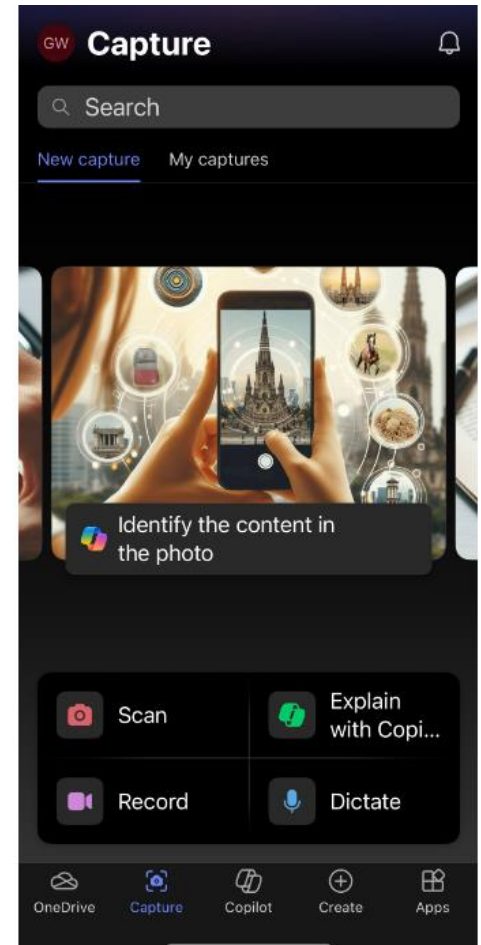 GW Capture
Search
New capture My captures
Identify the content in
the photo
Scan
Explain
with Copi...
Record
Dictate
OneDrive Capture Copilot Create Apps